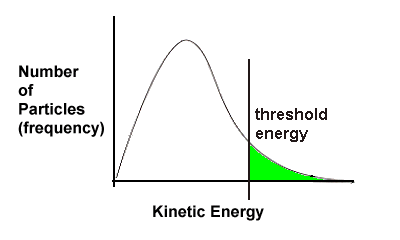 Number
of
Particles
(frequency)
threshold
energy
Kinetic Energy